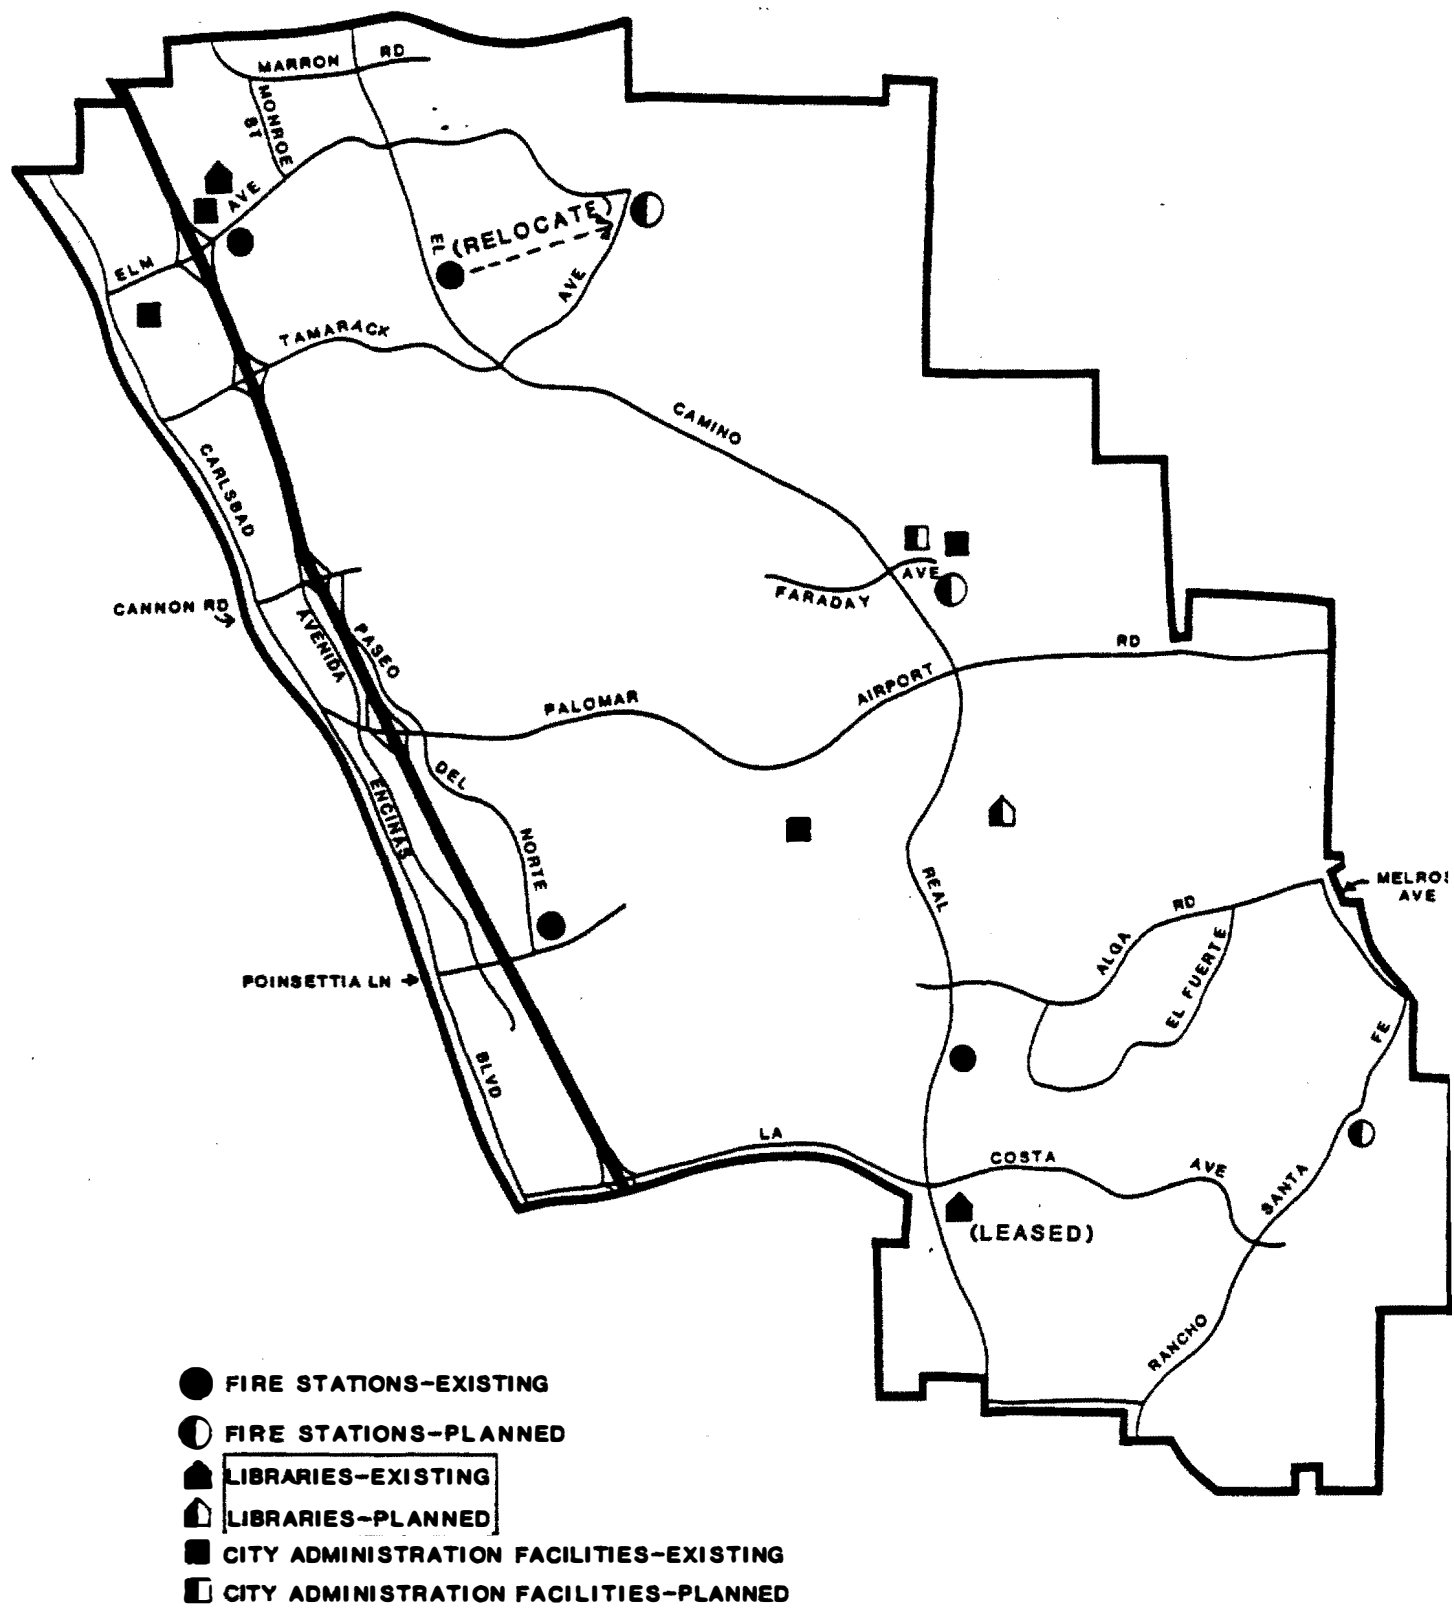 MARRON RD
MONROE
ST
AVE
EL
(RELOCATE)
AVE
ELM
TAMARACK
CAMINO
CARLSBAD
CANNON RD
AVENIDA
PASEO
FARADAY
AVE
RD
AIRPORT
PALOMAR
DEL
ENCINAS
NORTE
REAL
MELROS
AVE
RD
ALGA
EL FUERTE
POINSETTIA LN
BLVD
FE
LA
COSTA
AVE
SANTA
(LEASED)
RANCHO
FIRE STATIONS-EXISTING
FIRE STATIONS-PLANNED
LIBRARIES-EXISTING
LIBRARIES-PLANNED
CITY ADMINISTRATION FACILITIES-EXISTING
CITY ADMINISTRATION FACILITIES-PLANNED